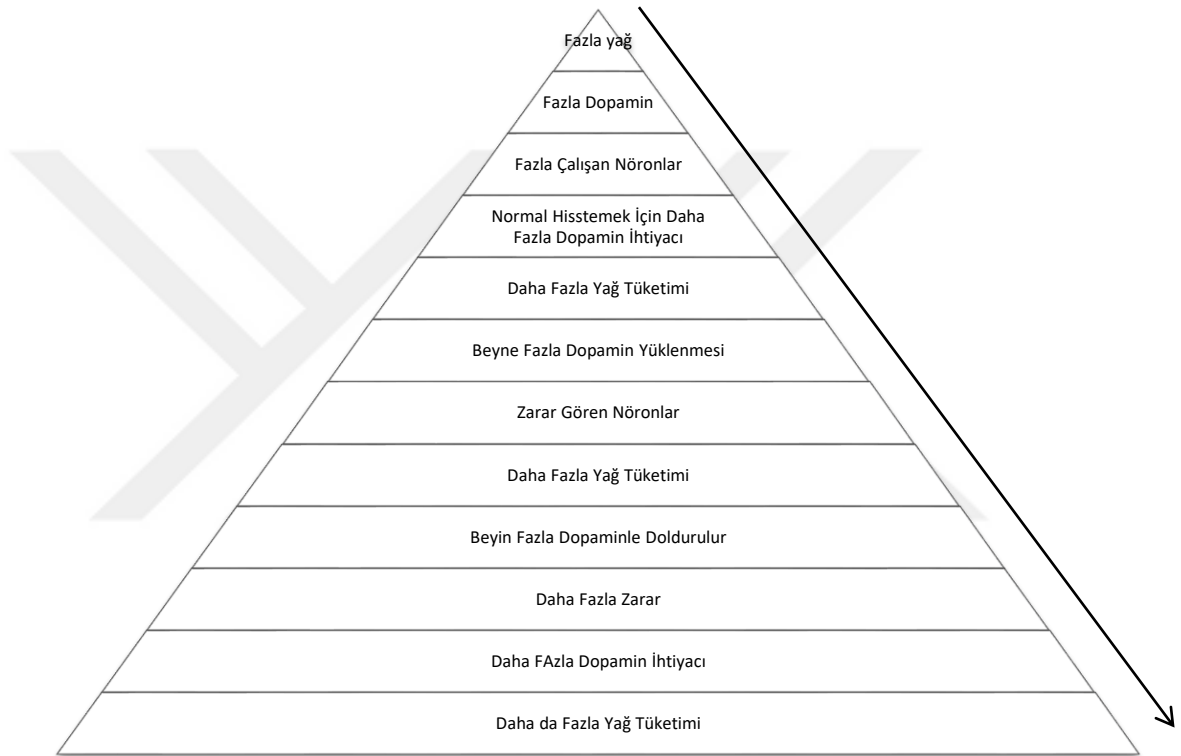 Fazla yağ
Fazla Dopamin
Fazla Çalışan Nöronlar
Normal Hisstemek İçin Daha
Fazla Dopamin İhtiyacı
Daha Fazla Yağ Tüketimi
Beyne Fazla Dopamin Yüklenmesi
Zarar Gören Nöronlar
Daha Fazla Yağ Tüketimi
Beyin Fazla Dopaminle Doldurulur
Daha Fazla Zarar
Daha FAzla Dopamin İhtiyacı
Daha da Fazla Yağ Tüketimi